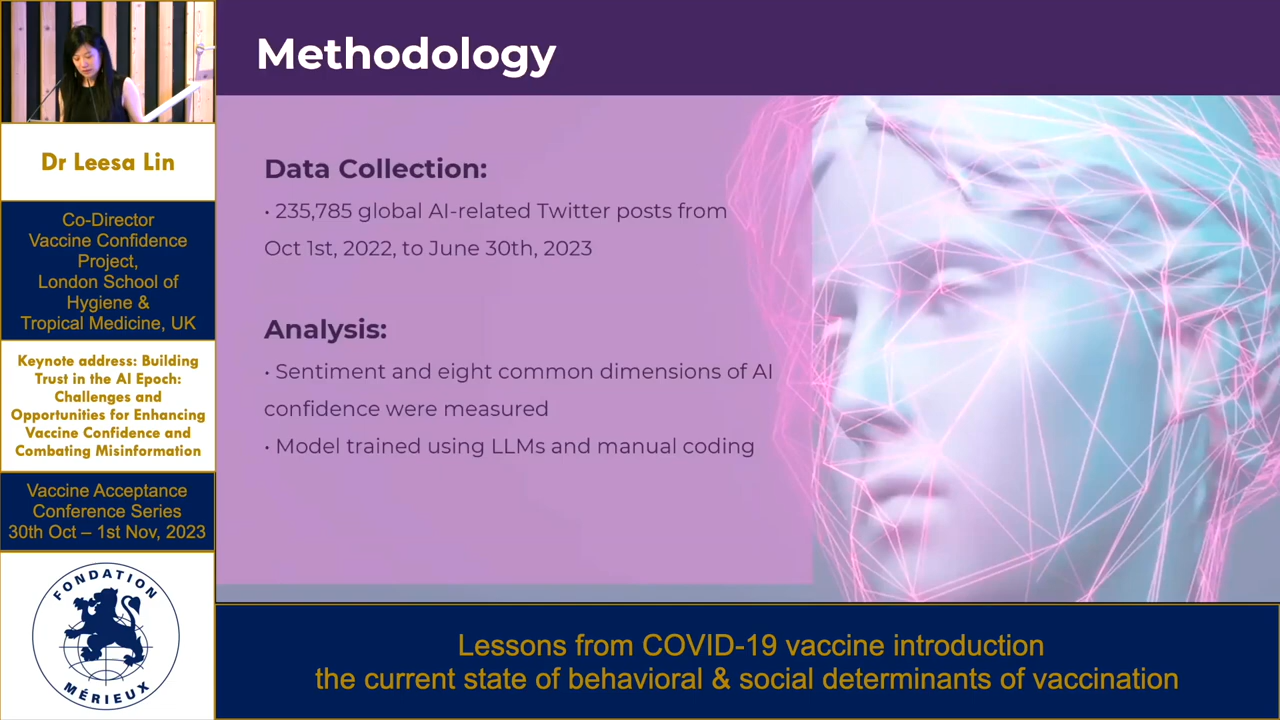 Methodology
Data Collection:
• 235,785 global AI-related Twitter posts from
Oct 1st, 2022, to June 30th, 2023
Analysis:
• Sentiment and eight common dimensions of AI
confidence were measured
• Model trained using LLMs and manual coding
Dr Leesa Lin
Co-Director
Vaccine Confidence
Project,
London School of
Hygiene &
Tropical Medicine, UK
Keynote address: Building
Trust in the AI Epoch:
Challenges and
Opportunities for Enhancing
Vaccine Confidence and
Combating Misinformation
Vaccine Acceptance
Conference Series
30th Oct – 1st Nov, 2023
FONDATION
MÉRIEUX
Lessons from COVID-19 vaccine introduction
the current state of behavioral & social determinants of vaccination